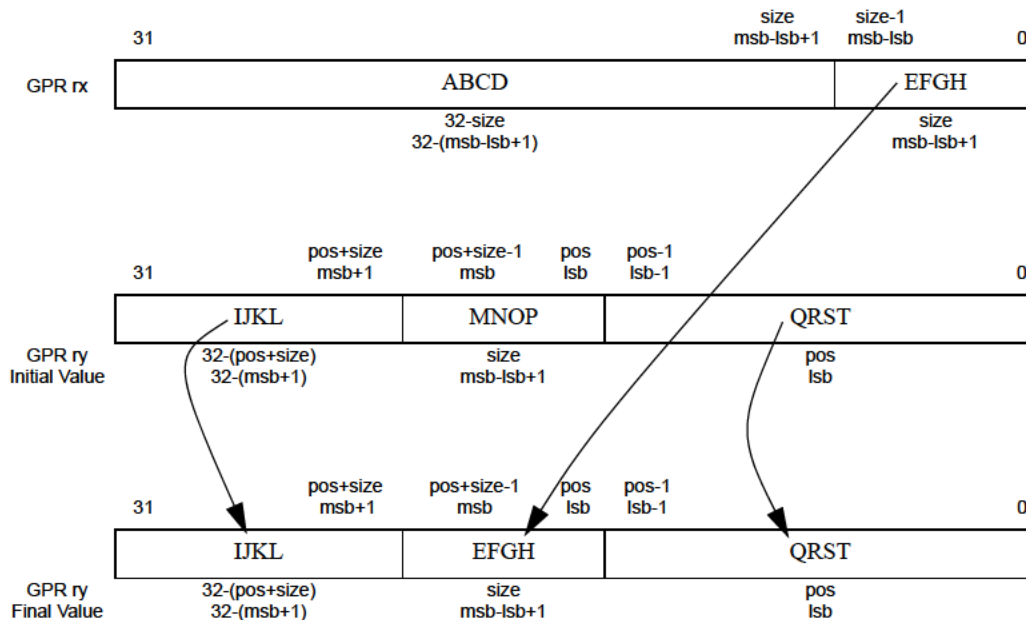 31 size size-1 0
msb-lsb+1 msb-lsb
GPR rx ABCD EFGH
32-size size
32-(msb-lsb+1) msb-lsb+1
31 pos+size pos+size-1 pos pos-1 0
msb+1 msb lsb lsb-1
IJKL MNOP QRST
GPR ry 32-(pos+size) size pos
Initial Value 32-(msb+1) msb-lsb+1 lsb
31 pos+size pos+size-1 pos pos-1 0
msb+1 msb lsb lsb-1
IJKL EFGH QRST
GPR ry 32-(pos+size) size pos
Final Value 32-(msb+1) msb-lsb+1 lsb